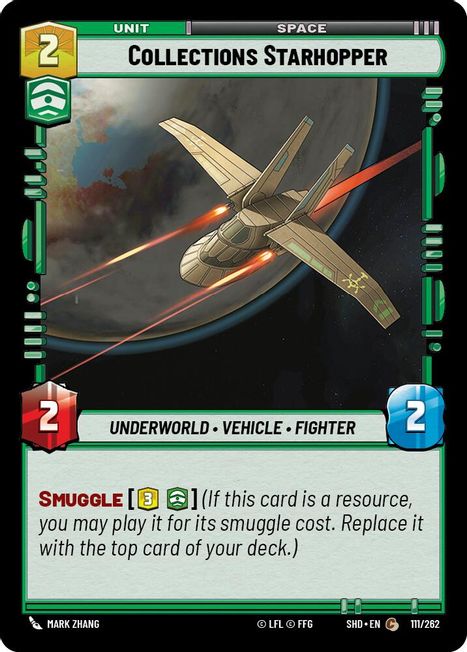 UNIT
SPACE
2
COLLECTIONS STARHOPPER
2
2
UNDERWORLD • VEHICLE • FIGHTER
SMUGGLE [3] (If this card is a resource,
you may play it for its smuggle cost. Replace it
with the top card of your deck.)
MARK ZHANG
© LFL © FFG
SHD • EN C 111/262